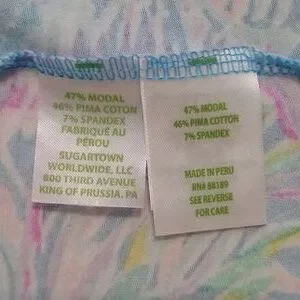 47% MODAL
46% PIMA COTON
7% SPANDEX
FABRIQUÉ AU
PÉROU
SUGARTOWN
WORLDWIDE, LLC
800 THIRD AVENUE
KING OF PRUSSIA, PA
47% MODAL
46% PIMA COTTON
7% SPANDEX
MADE IN PERU
RN# 88189
SEE REVERSE
FOR CARE